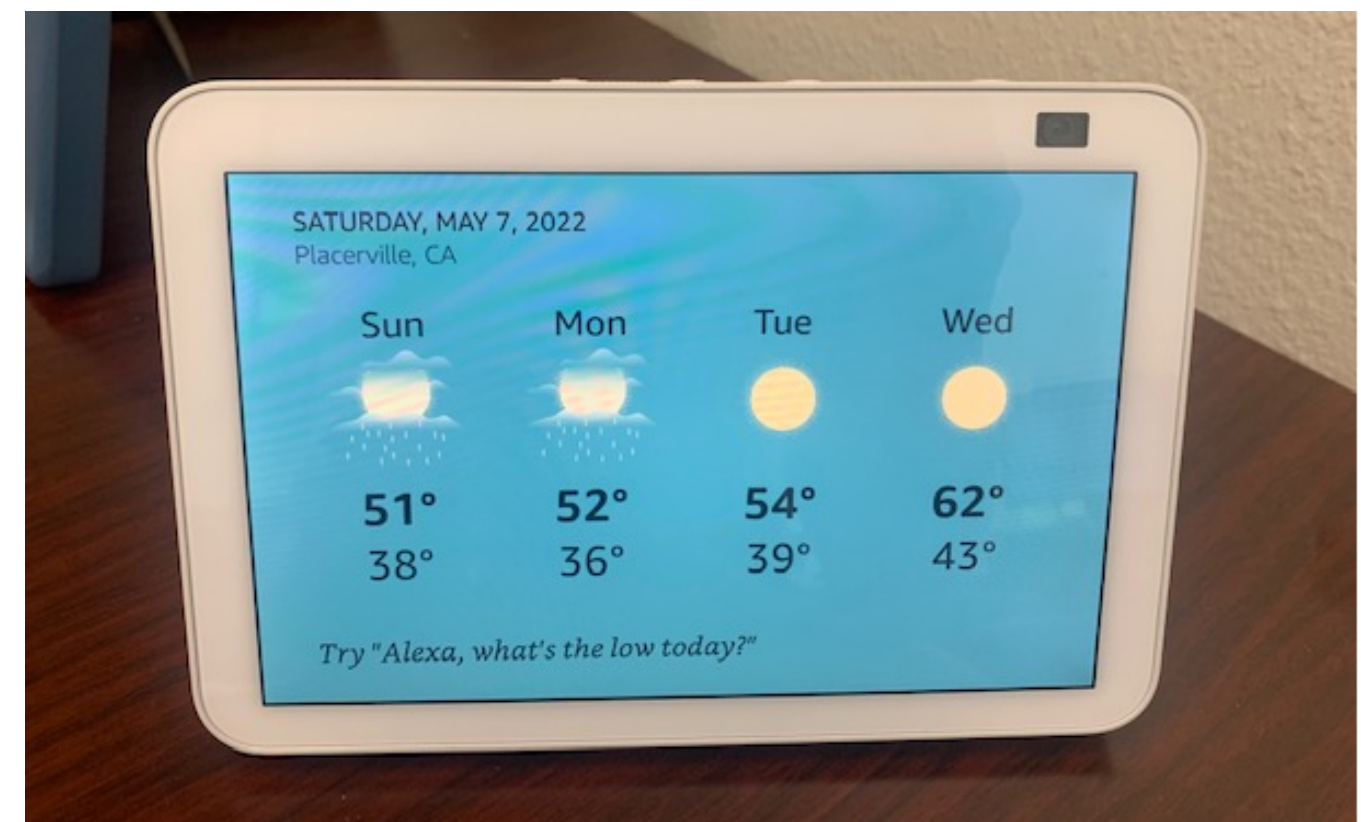 SATURDAY, MAY 7, 2022
Placerville, CA
Sun Mon Tue Wed
51° 52° 54° 62°
38° 36° 39° 43°
Try "Alexa, what's the low today?"